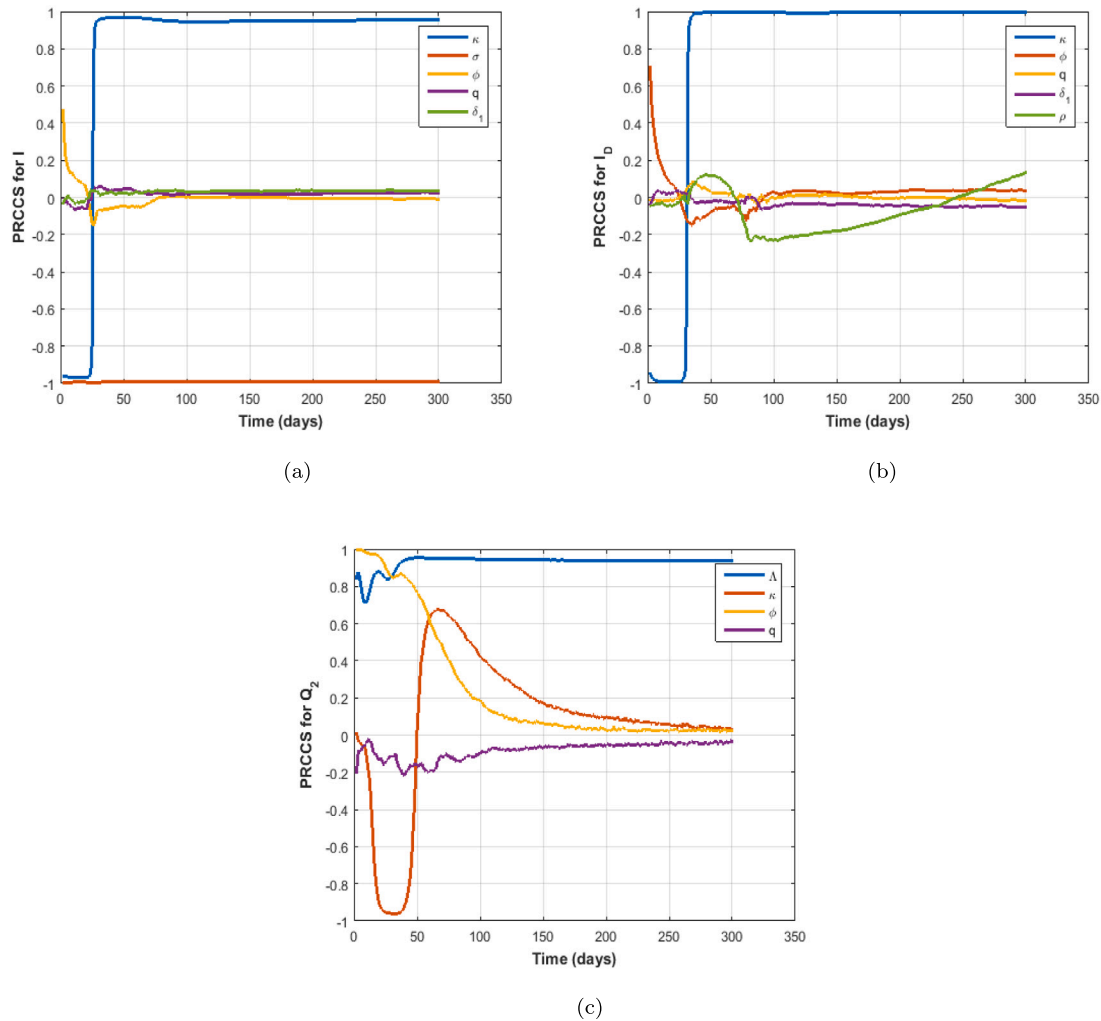 PRCCS for I
1
0.8
0.6
0.4
0.2
0
-0.2
-0.4
-0.6
-0.8
-1
κ
σ
ϕ
q
δ₁
0 50 100 150 200 250 300 350
Time (days)
(a)
PRCCS for I_D
1
0.8
0.6
0.4
0.2
0
-0.2
-0.4
-0.6
-0.8
-1
κ
ϕ
q
δ₁
ρ
0 50 100 150 200 250 300 350
Time (days)
(b)
PRCCS for Q₂
1
0.8
0.6
0.4
0.2
0
-0.2
-0.4
-0.6
-0.8
-1
Λ
κ
ϕ
q
0 50 100 150 200 250 300 350
Time (days)
(c)